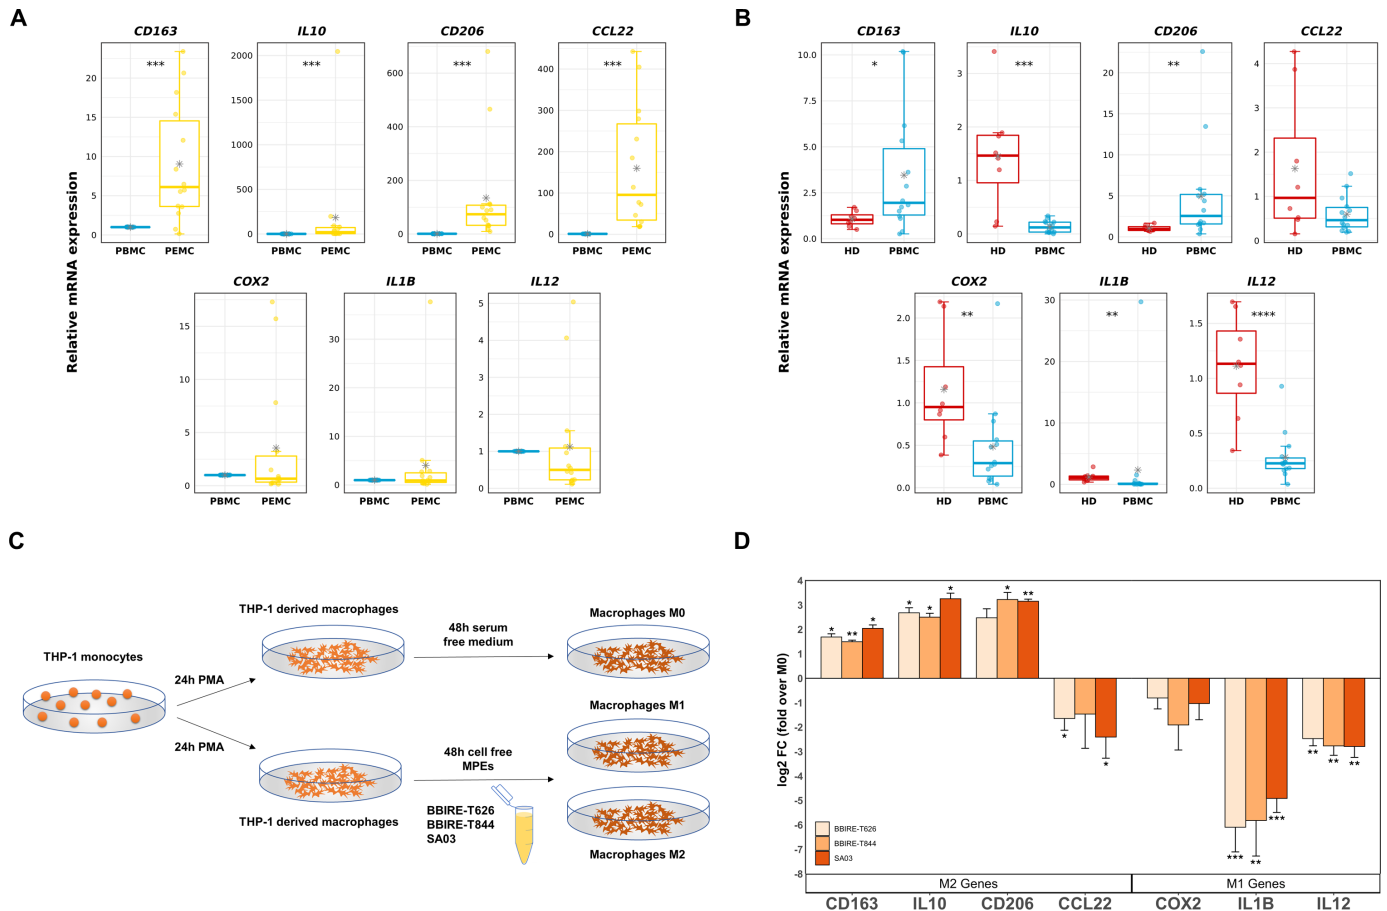 A
Relative mRNA expression
CD163
***
20
15
10
5
0
PBMC PEMC
IL10
***
2000
1500
1000
500
0
PBMC PEMC
CD206
***
600
400
200
0
PBMC PEMC
CCL22
***
400
300
200
100
0
PBMC PEMC
COX2
15
10
5
0
PBMC PEMC
IL1B
30
20
10
0
PBMC PEMC
IL12
5
4
3
2
1
0
PBMC PEMC
B
Relative mRNA expression
CD163
*
10.0
7.5
5.0
2.5
0.0
HD PBMC
IL10
***
3
2
1
0
HD PBMC
CD206
**
20
15
10
5
0
HD PBMC
CCL22
4
3
2
1
0
HD PBMC
COX2
**
2.0
1.5
1.0
0.5
0.0
HD PBMC
IL1B
**
30
20
10
0
HD PBMC
IL12
****
1.5
1.0
0.5
0.0
HD PBMC
C
THP-1 monocytes
24h PMA
24h PMA
THP-1 derived macrophages
THP-1 derived macrophages
48h serum
free medium
48h cell free
MPEs
BBIRE-T626
BBIRE-T844
SA03
Macrophages M0
Macrophages M1
Macrophages M2
D
log2 FC (fold over M0)
4
3
2
1
0
-1
-2
-3
-4
-5
-6
-7
-8
* ** *
* * *
* **
* *
*** ** ***
** ** **
BBIRE-T626
BBIRE-T844
SA03
M2 Genes M1 Genes
CD163 IL10 CD206 CCL22 COX2 IL1B IL12